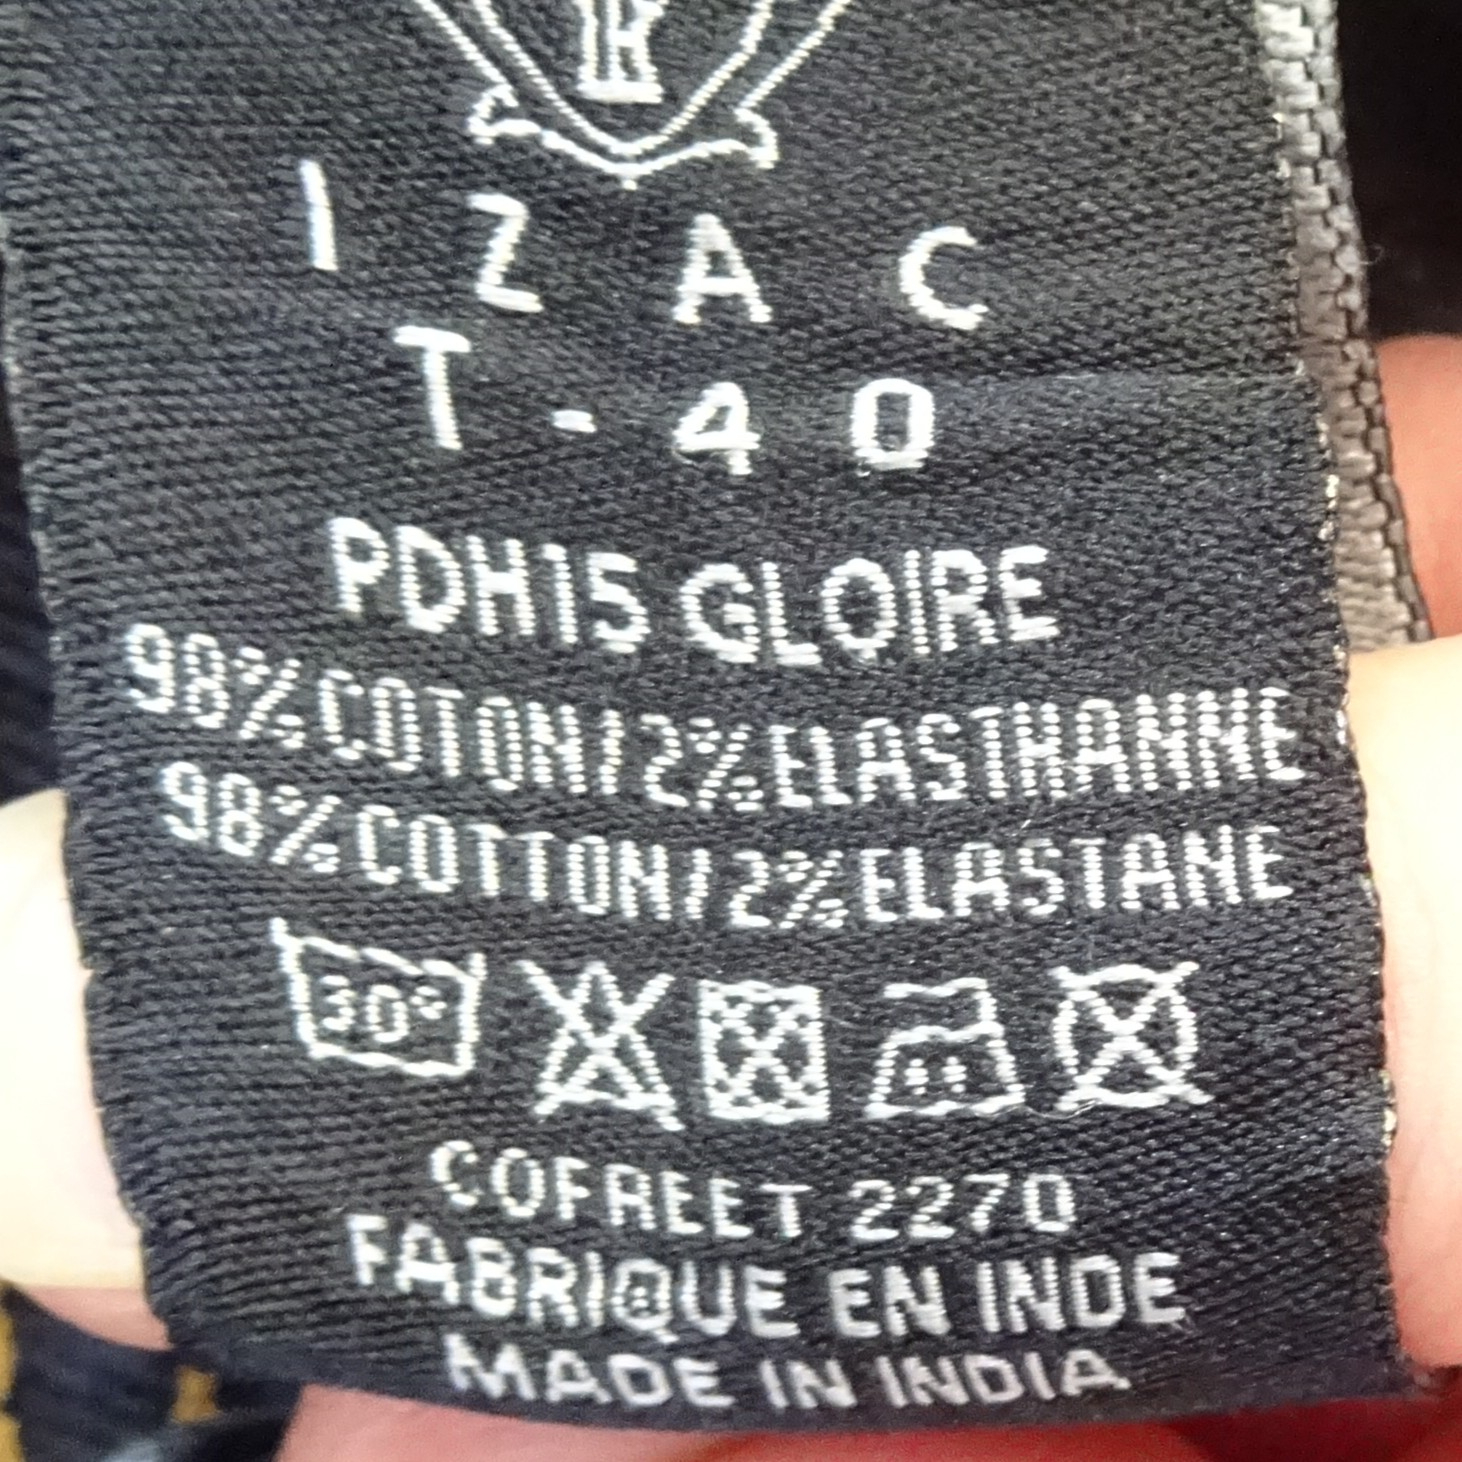 IZAC
T-40
PDH15 GLOIRE
98%COTON/2%ELASTHANNE
98%COTTON/2%ELASTANE
30°
COFREET 2270
FABRIQUE EN INDE
MADE IN INDIA